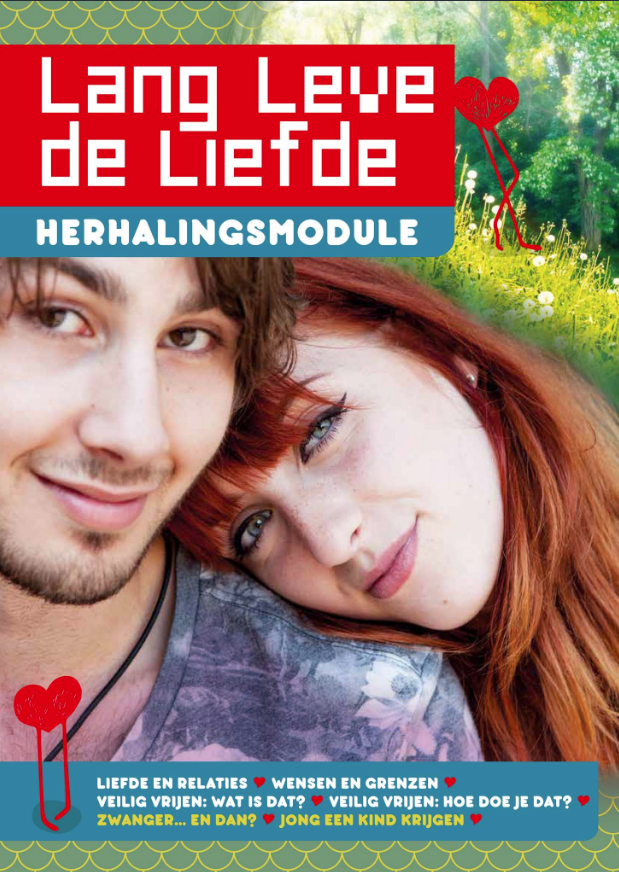 Lang Leve
de Liefde
HERHALINGSMODULE
LIEFDE EN RELATIES ♥ WENSEN EN GRENZEN ♥
VEILIG VRIJEN: WAT IS DAT? ♥ VEILIG VRIJEN: HOE DOE JE DAT? ♥
ZWANGER... EN DAN? ♥ JONG EEN KIND KRIJGEN ♥